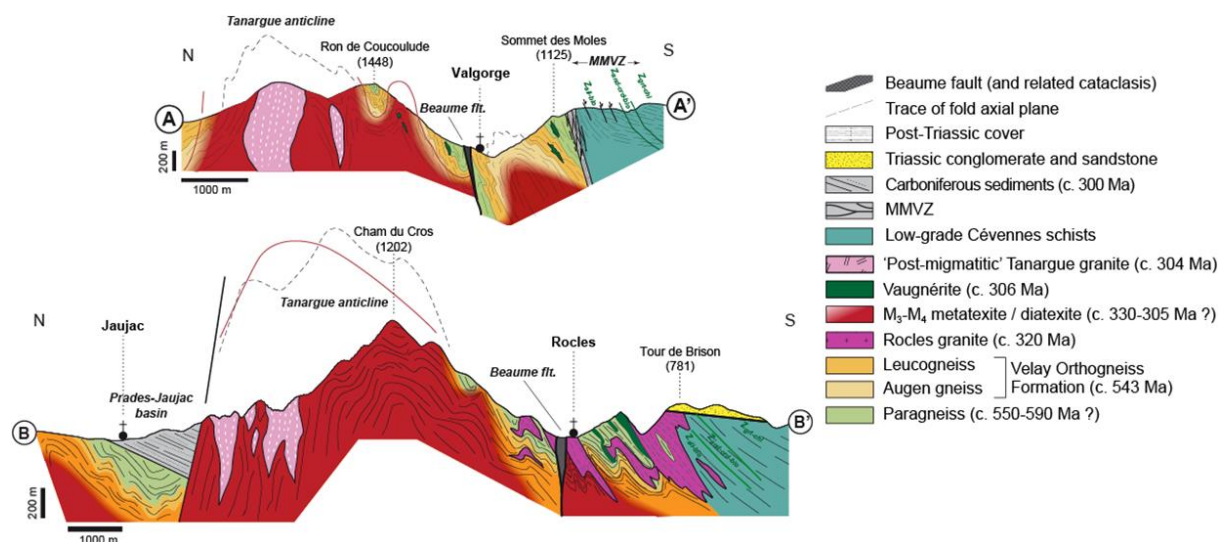 Tanargue anticline
N
Ron de Coucoulude
(1448)
Sommet des Moles
(1125)
MMVZ
S
Valgorge
Beaume flt.
A
A'
200 m
1000 m
Cham du Cros
(1202)
N
Tanargue anticline
S
Jaujac
Rocles
Tour de Brison
(781)
Beaume flt.
Prades-Jaujac
basin
B
B'
200 m
1000 m
Beaume fault (and related cataclasis)
Trace of fold axial plane
Post-Triassic cover
Triassic conglomerate and sandstone
Carboniferous sediments (c. 300 Ma)
MMVZ
Low-grade Cévennes schists
'Post-migmatitic' Tanargue granite (c. 304 Ma)
Vaugnérite (c. 306 Ma)
M₃-M₄ metatexite / diatexite (c. 330-305 Ma ?)
Rocles granite (c. 320 Ma)
Leucogneiss
Augen gneiss
Velay Orthogneiss
Formation (c. 543 Ma)
Paragneiss (c. 550-590 Ma ?)